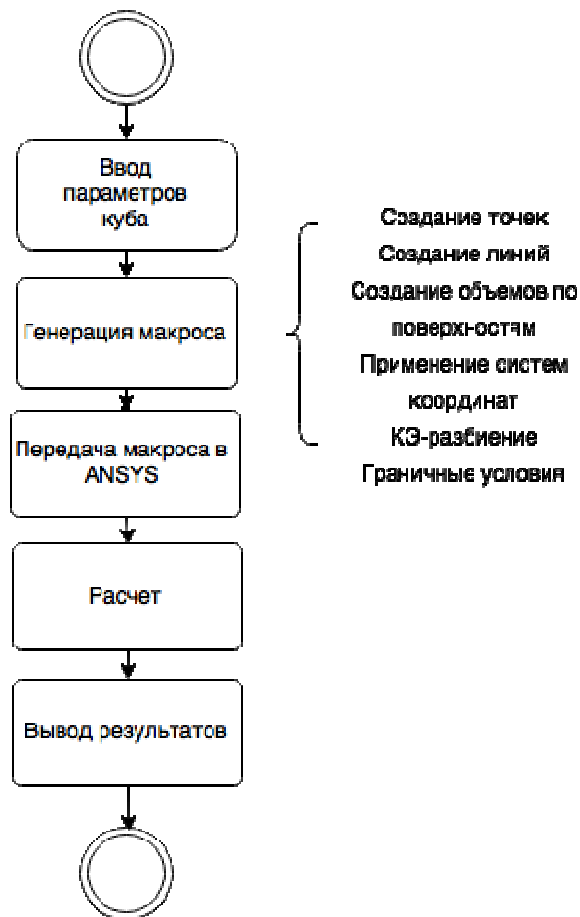 Ввод
параметров
куба
Генерация макроса
Создание точек
Создание линий
Создание объемов по
поверхностям
Применение систем
координат
КЭ-разбиение
Граничные условия
Передача макроса в
ANSYS
Расчет
Вывод результатов